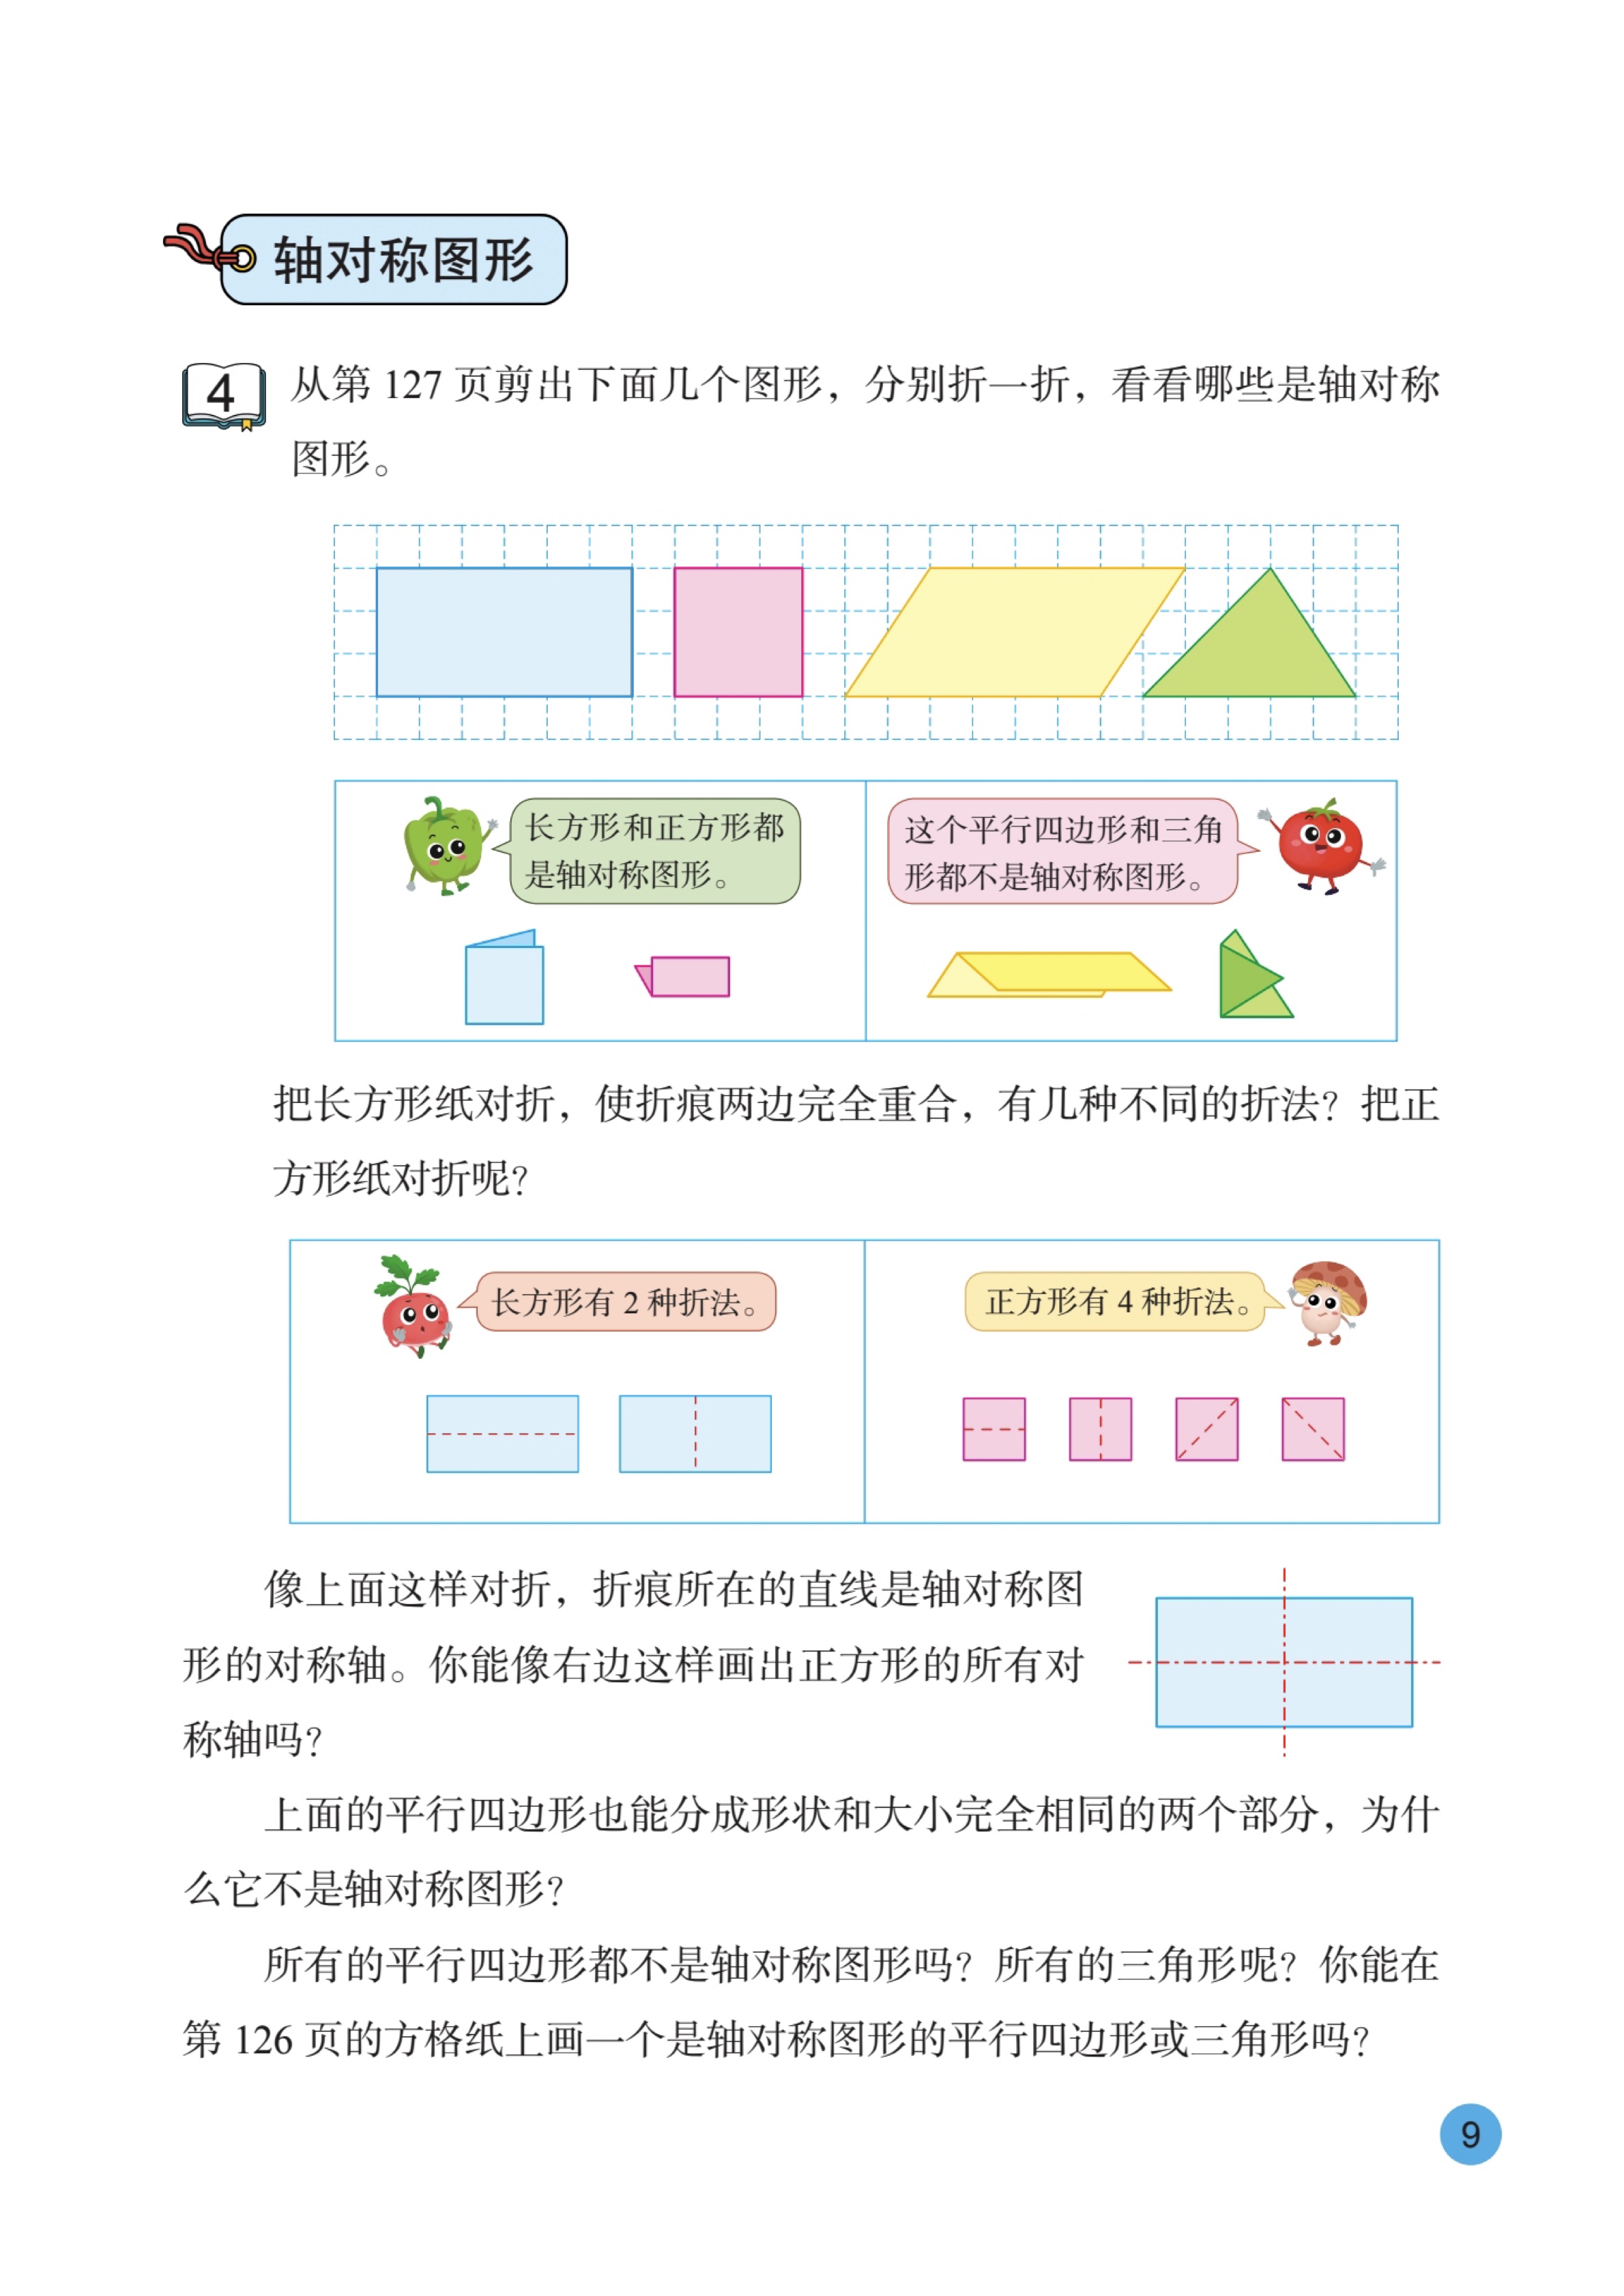 轴对称图形
4 从第 127 页剪出下面几个图形，分别折一折，看看哪些是轴对称
图形。
长方形和正方形都
是轴对称图形。
这个平行四边形和三角
形都不是轴对称图形。
把长方形纸对折，使折痕两边完全重合，有几种不同的折法？把正
方形纸对折呢？
长方形有 2 种折法。
正方形有 4 种折法。
像上面这样对折，折痕所在的直线是轴对称图
形的对称轴。你能像右边这样画出正方形的所有对
称轴吗？
上面的平行四边形也能分成形状和大小完全相同的两个部分，为什
么它不是轴对称图形？
所有的平行四边形都不是轴对称图形吗？所有的三角形呢？你能在
第 126 页的方格纸上画一个是轴对称图形的平行四边形或三角形吗？
9